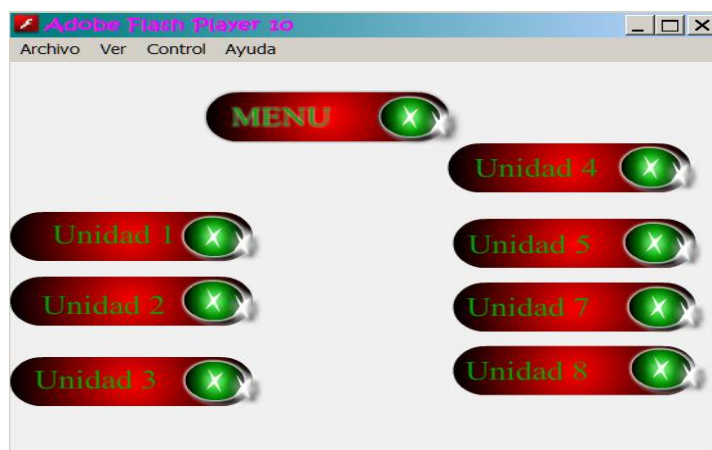 Adobe Flash Player 10
Archivo Ver Control Ayuda
MENU
Unidad 1
Unidad 2
Unidad 3
Unidad 4
Unidad 5
Unidad 7
Unidad 8